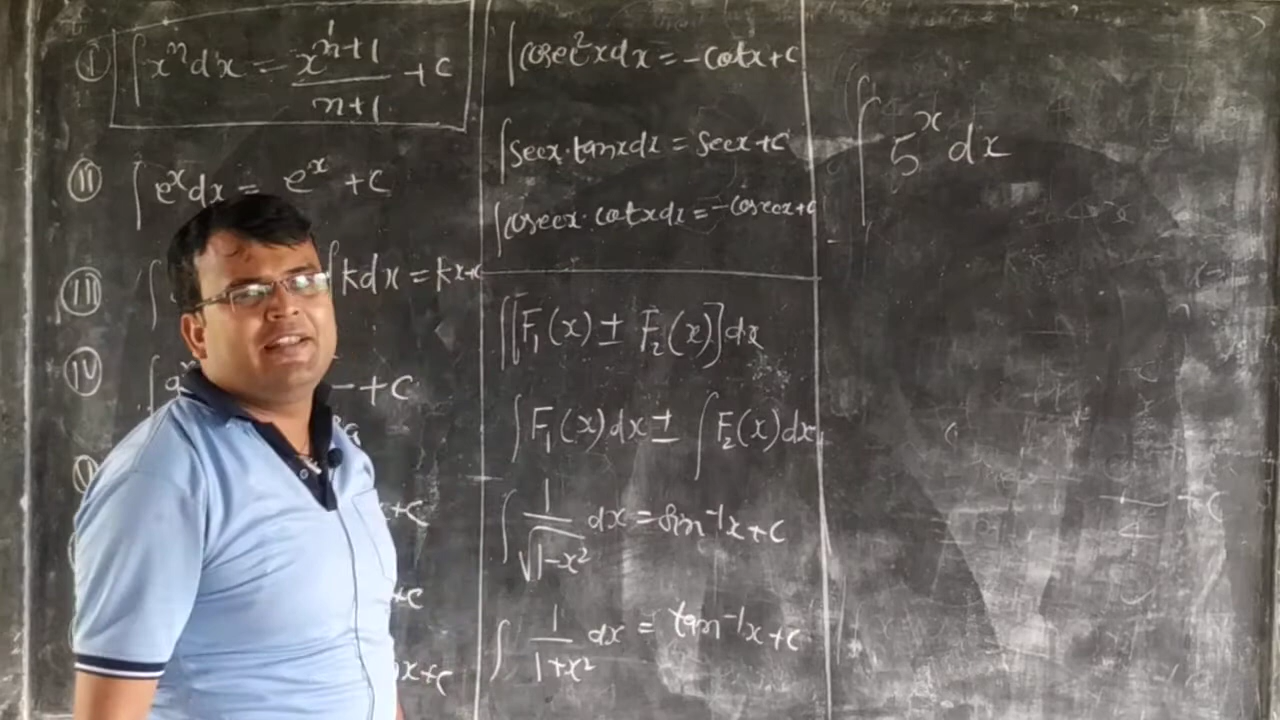 (i) ∫xⁿdx = xⁿ⁺¹/n+1 + c
(ii) ∫eˣdx = eˣ + c
(iii) ∫ ∫kdx = kx+c
(iv) ∫a + c
+c
+c
x+c
∫cosec²xdx = -cotx+c
∫secx.tanxdx = secx+c
∫cosecx.cotxdx = -cosecx+c
∫[F₁(x) ± F₂(x)]dx
∫F₁(x)dx ± ∫F₂(x)dx
∫1/√1-x² dx = sin⁻¹x+c
∫1/1+x² dx = tan⁻¹x+c
∫5ˣdx